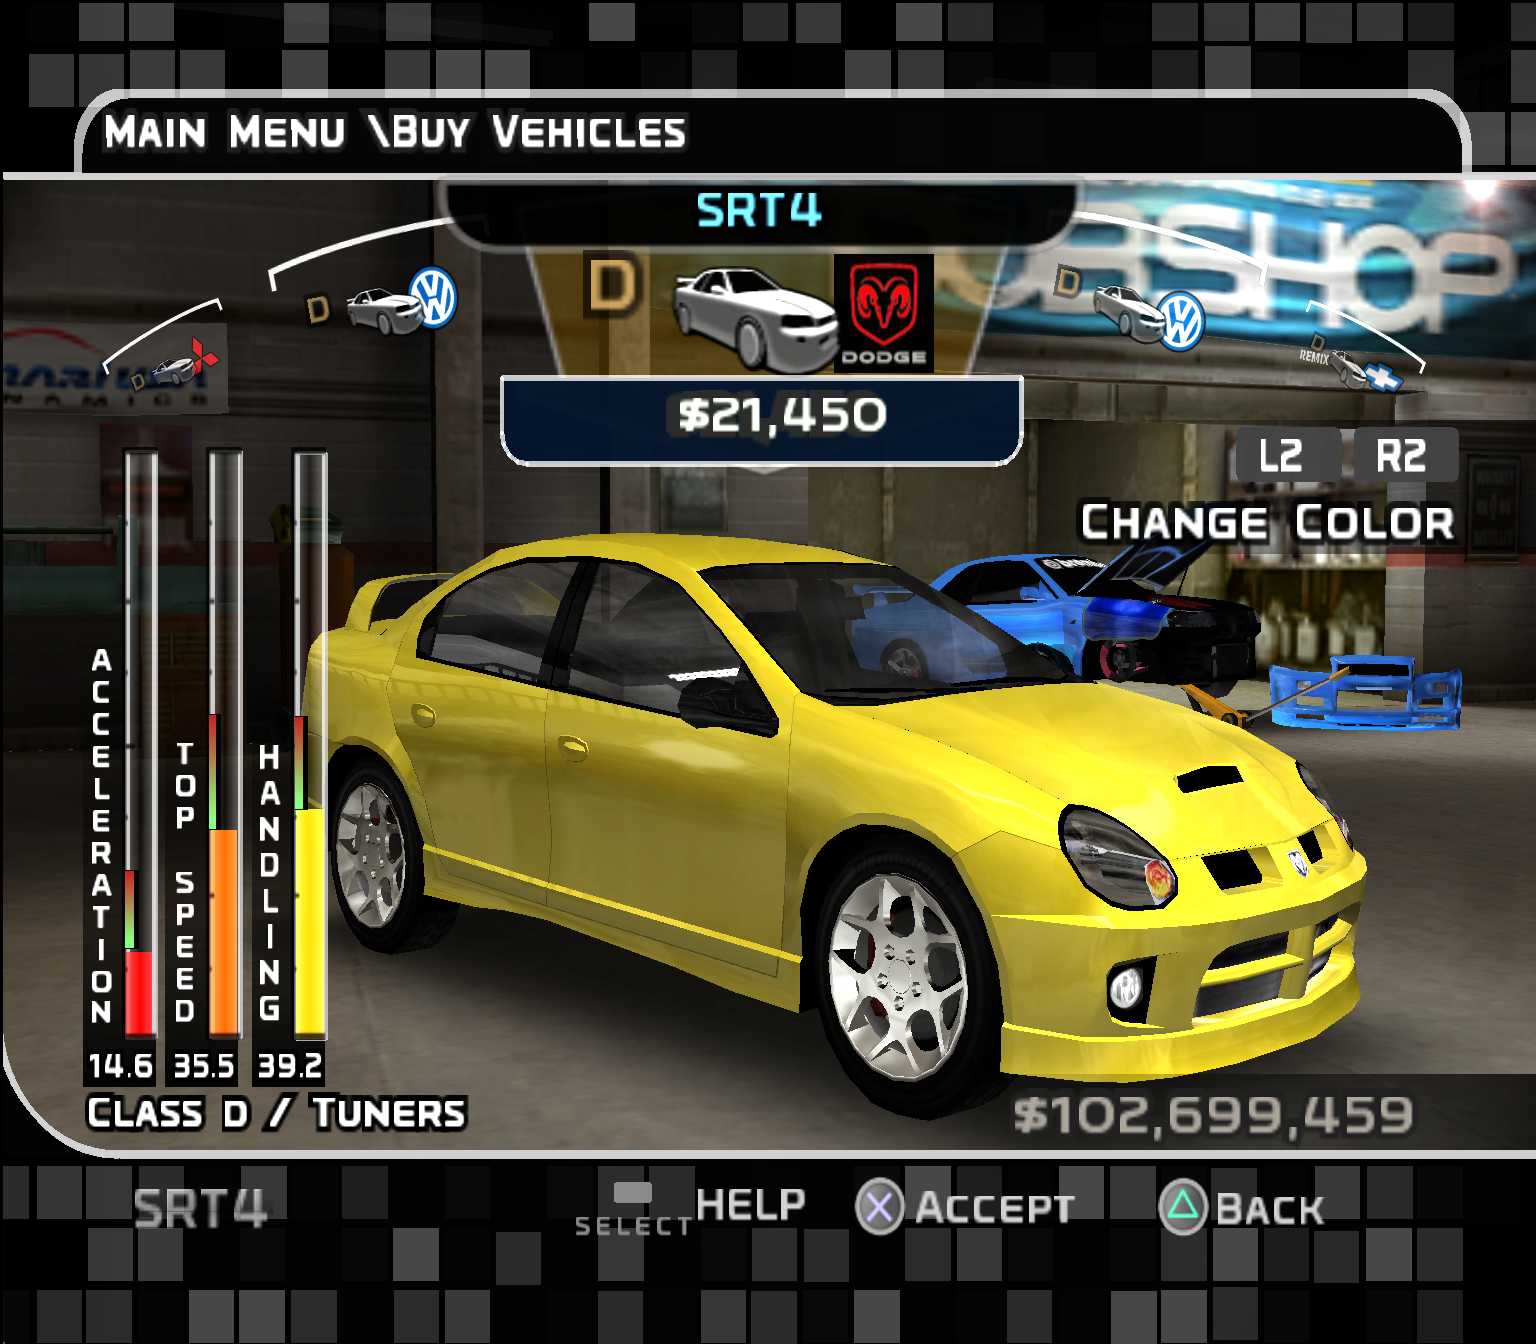 MAIN MENU \BUY VEHICLES
SRT4
D
D
D
D
D
REMIX
DODGE
$21,450
L2 R2
CHANGE COLOR
ACCELERATION
TOP SPEED
HANDLING
14.6 35.5 39.2
CLASS D / TUNERS
$102,699,459
SRT4
SELECT HELP
ACCEPT
BACK